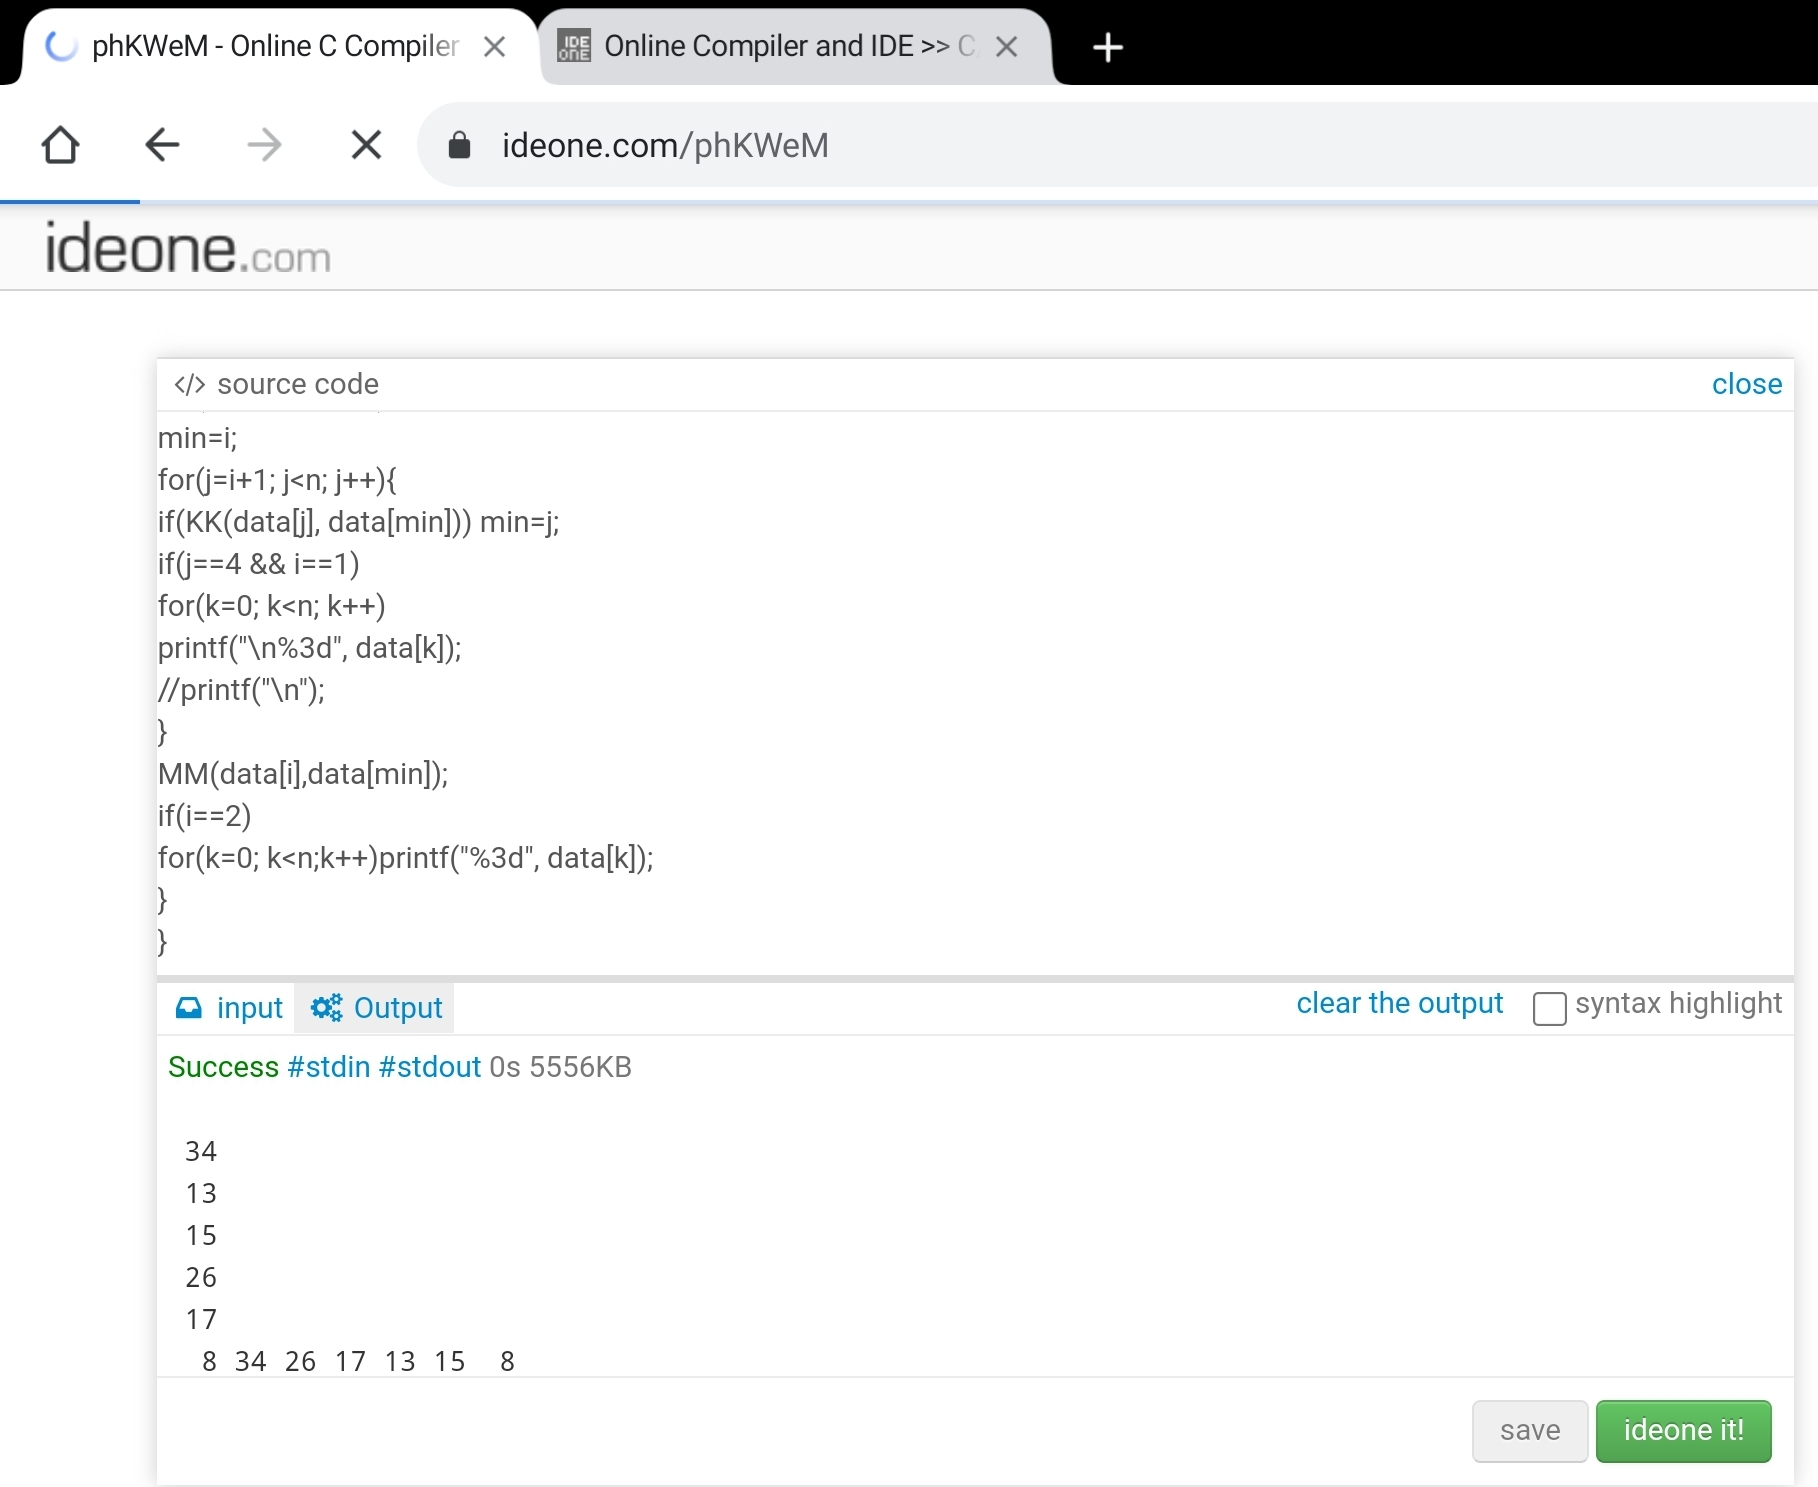 phKWeM - Online C Compiler
Online Compiler and IDE >> C
ideone.com/phKWeM
ideone.com
</> source code
close
min=i;
for(j=i+1; j<n; j++){
if(KK(data[j], data[min])) min=j;
if(j==4 && i==1)
for(k=0; k<n; k++)
printf("\n%3d", data[k]);
//printf("\n");
}
MM(data[i],data[min]);
if(i==2)
for(k=0; k<n;k++)printf("%3d", data[k]);
}
}
input
Output
clear the output
syntax highlight
Success #stdin #stdout 0s 5556KB
34
13
15
26
17
8 34 26 17 13 15 8
save
ideone it!